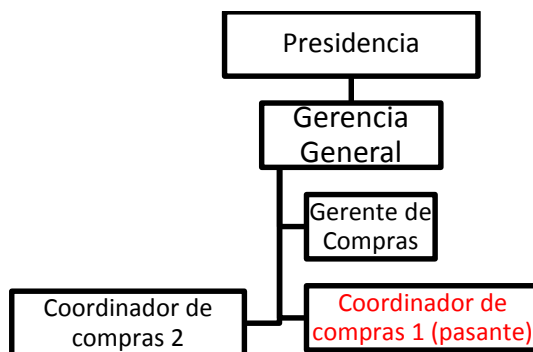 Presidencia
Gerencia
General
Gerente de
Compras
Coordinador de
compras 2
Coordinador de
compras 1 (pasante)